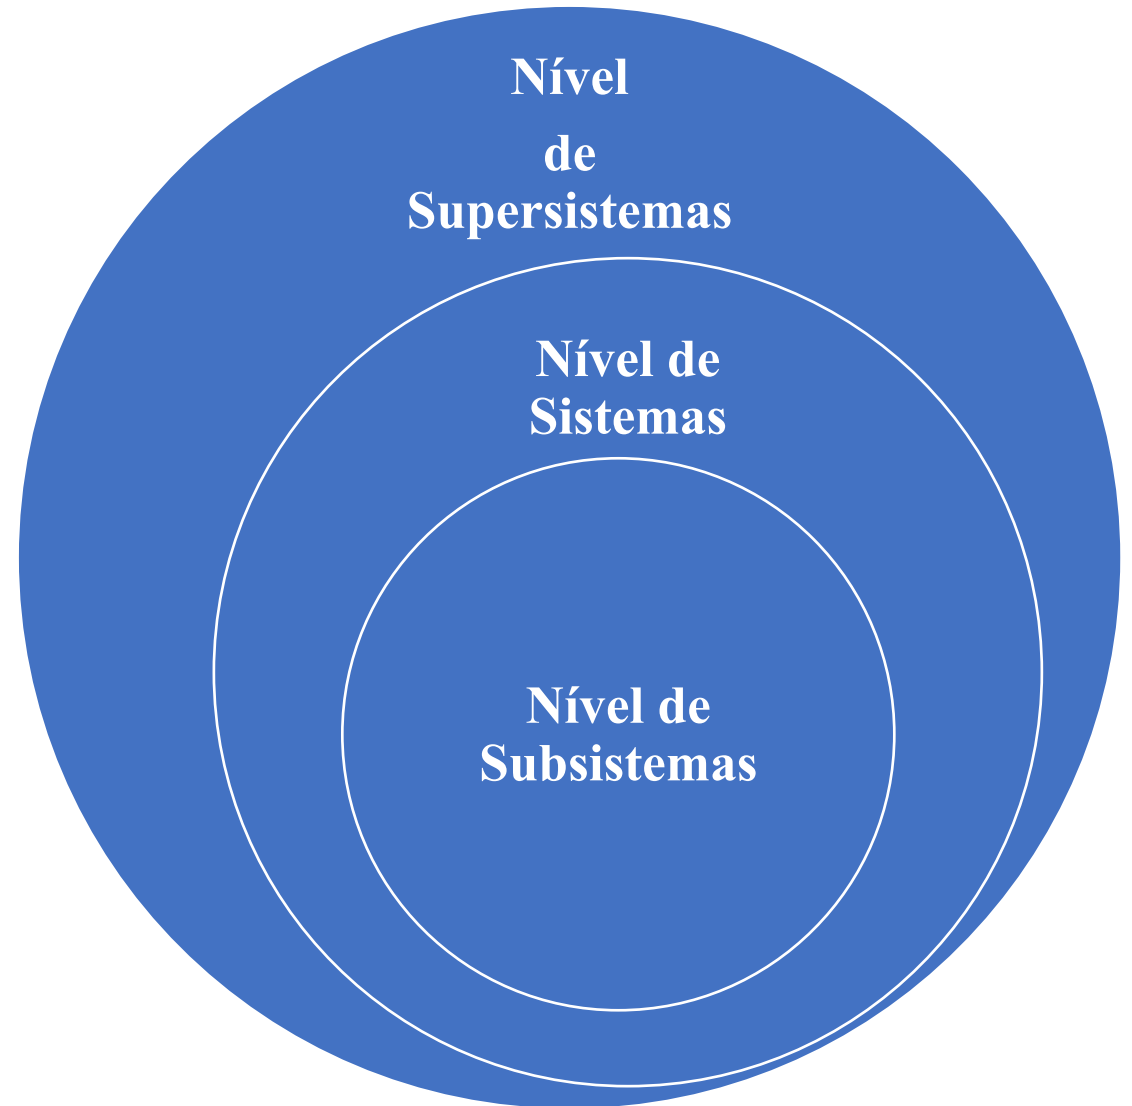 Nível
de
Supersistemas
Nível de
Sistemas
Nível de
Subsistemas